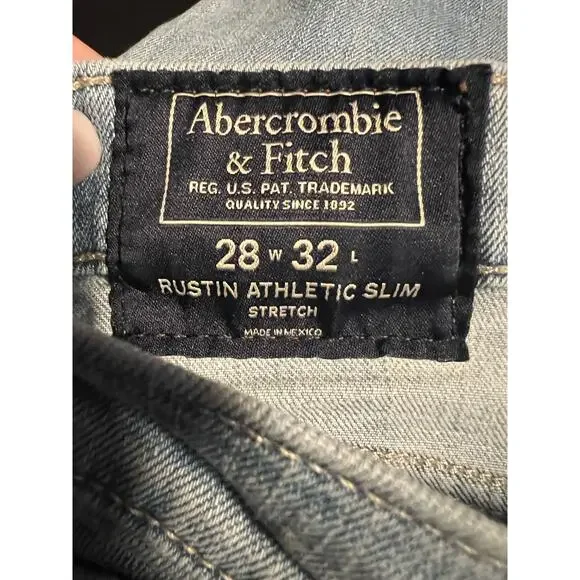 Abercrombie
& Fitch
REG. U.S. PAT. TRADEMARK
QUALITY SINCE 1892
28 W 32 L
RUSTIN ATHLETIC SLIM
STRETCH
MADE IN MEXICO